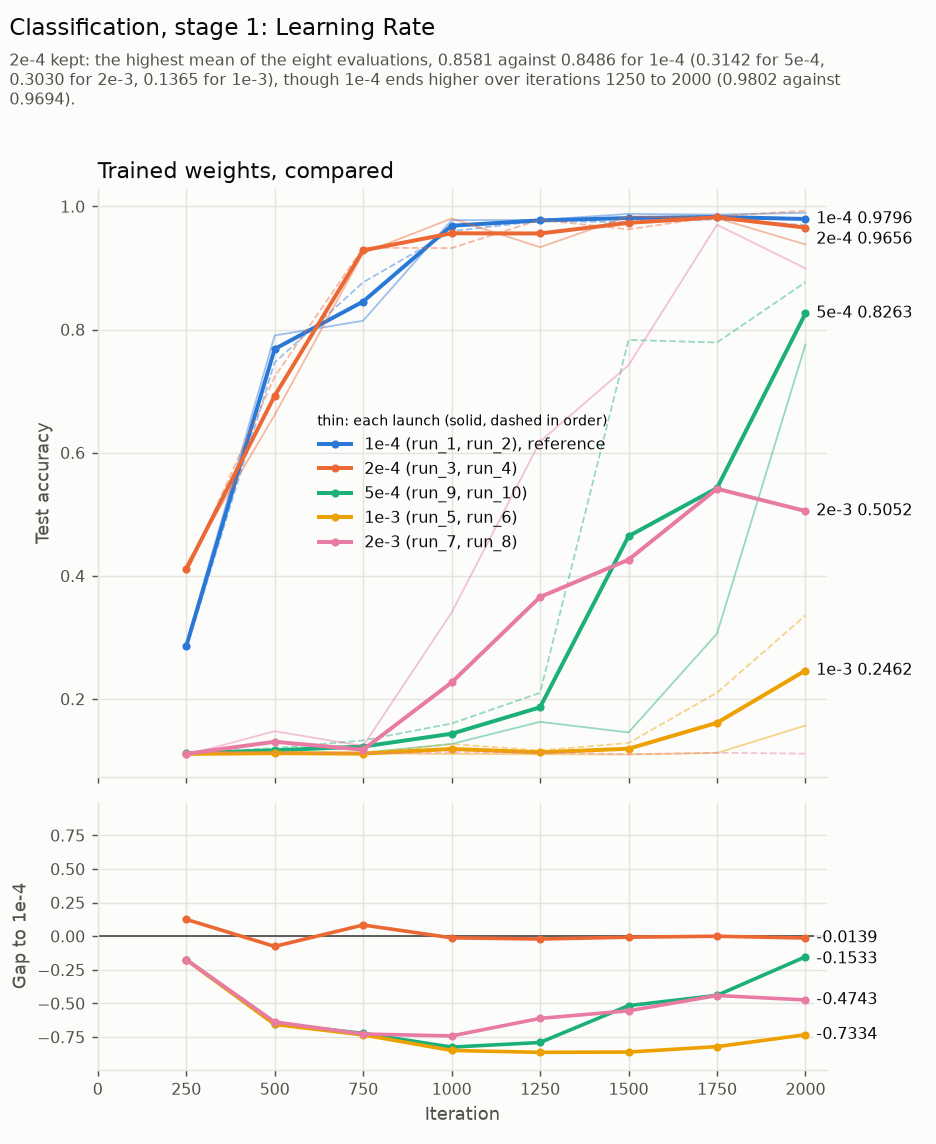 Classification, stage 1: Learning Rate
2e-4 kept: the highest mean of the eight evaluations, 0.8581 against 0.8486 for 1e-4 (0.3142 for 5e-4,
0.3030 for 2e-3, 0.1365 for 1e-3), though 1e-4 ends higher over iterations 1250 to 2000 (0.9802 against
0.9694).
Trained weights, compared
1.0
0.8
0.6
0.4
0.2
Test accuracy
thin: each launch (solid, dashed in order)
1e-4 (run_1, run_2), reference
2e-4 (run_3, run_4)
5e-4 (run_9, run_10)
1e-3 (run_5, run_6)
2e-3 (run_7, run_8)
1e-4 0.9796
2e-4 0.9656
5e-4 0.8263
2e-3 0.5052
1e-3 0.2462
0.75
0.50
0.25
0.00
−0.25
−0.50
−0.75
Gap to 1e-4
-0.0139
-0.1533
-0.4743
-0.7334
0
250
500
750
1000
1250
1500
1750
2000
Iteration